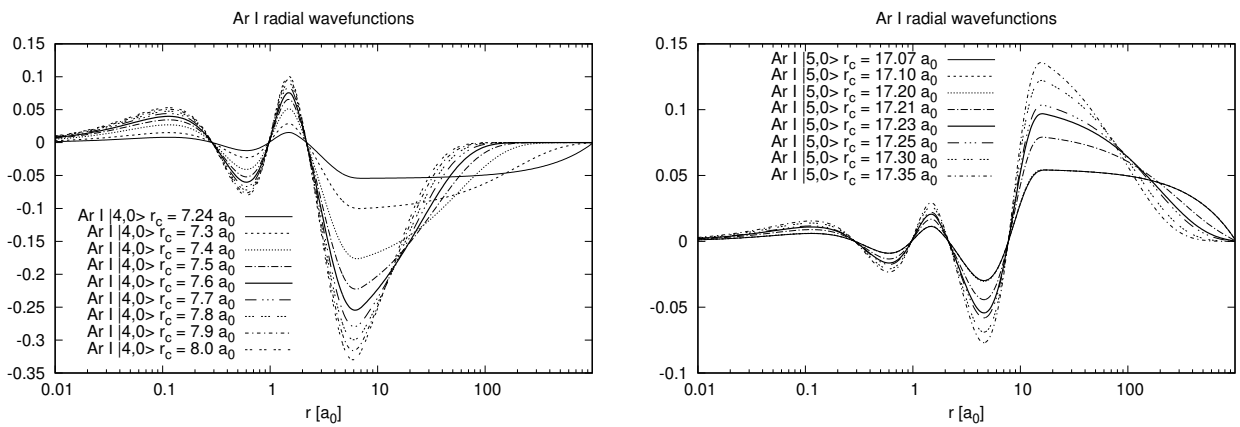 Ar I radial wavefunctions
0.15
0.1
0.05
0
-0.05
-0.1
-0.15
-0.2
-0.25
-0.3
-0.35
Ar I |4,0> r_c = 7.24 a_0
Ar I |4,0> r_c = 7.3 a_0
Ar I |4,0> r_c = 7.4 a_0
Ar I |4,0> r_c = 7.5 a_0
Ar I |4,0> r_c = 7.6 a_0
Ar I |4,0> r_c = 7.7 a_0
Ar I |4,0> r_c = 7.8 a_0
Ar I |4,0> r_c = 7.9 a_0
Ar I |4,0> r_c = 8.0 a_0
0.01 0.1 1 10 100
r [a_0]
Ar I radial wavefunctions
0.15
0.1
0.05
0
-0.05
-0.1
Ar I |5,0> r_c = 17.07 a_0
Ar I |5,0> r_c = 17.10 a_0
Ar I |5,0> r_c = 17.20 a_0
Ar I |5,0> r_c = 17.21 a_0
Ar I |5,0> r_c = 17.23 a_0
Ar I |5,0> r_c = 17.25 a_0
Ar I |5,0> r_c = 17.30 a_0
Ar I |5,0> r_c = 17.35 a_0
0.01 0.1 1 10 100
r [a_0]